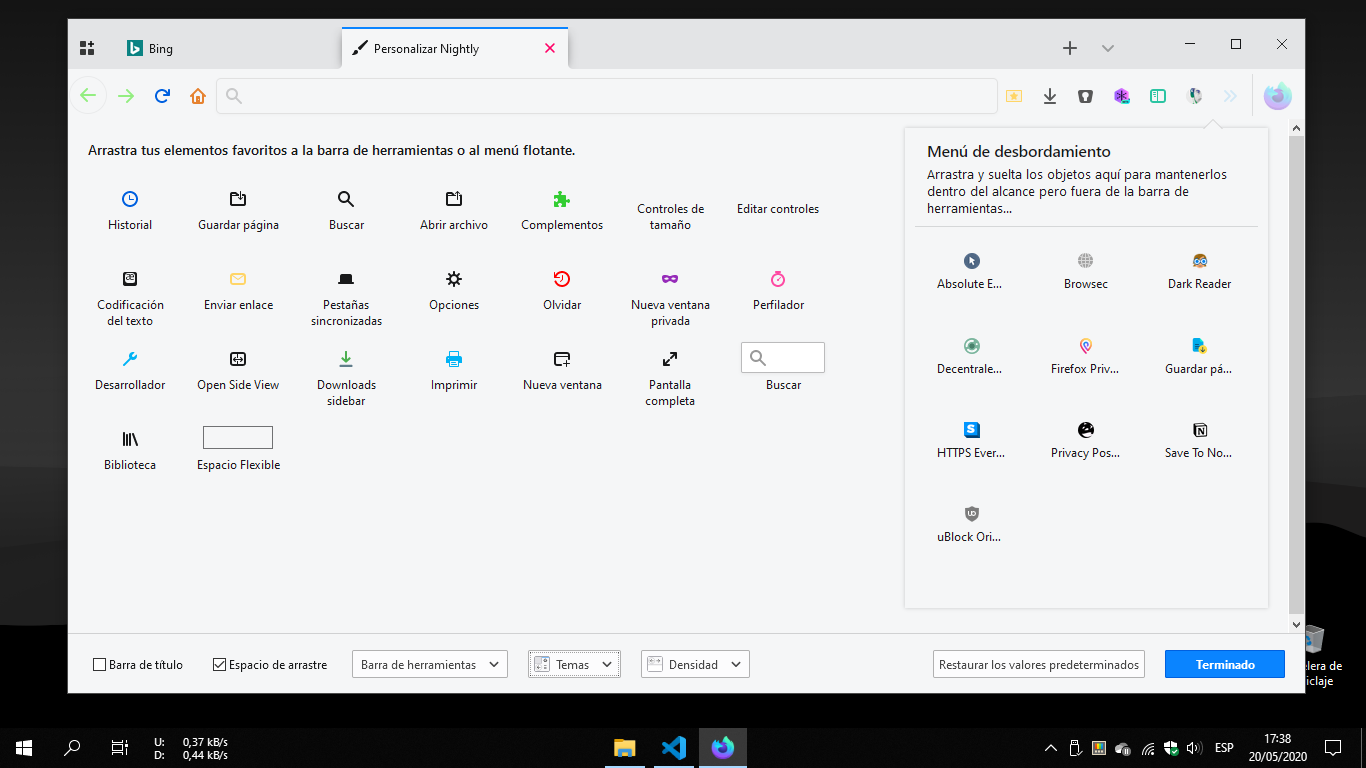 Bing
Personalizar Nightly
Arrastra tus elementos favoritos a la barra de herramientas o al menú flotante.
Historial
Guardar página
Buscar
Abrir archivo
Complementos
Controles de
tamaño
Editar controles
Codificación
del texto
Enviar enlace
Pestañas
sincronizadas
Opciones
Olvidar
Nueva ventana
privada
Perfilador
Desarrollador
Open Side View
Downloads
sidebar
Imprimir
Nueva ventana
Pantalla
completa
Buscar
Biblioteca
Espacio Flexible
Menú de desbordamiento
Arrastra y suelta los objetos aquí para mantenerlos
dentro del alcance pero fuera de la barra de
herramientas...
Absolute E...
Browsec
Dark Reader
Decentrale...
Firefox Priv...
Guardar pá...
HTTPS Ever...
Privacy Pos...
Save To No...
uBlock Ori...
Barra de título
Espacio de arrastre
Barra de herramientas
Temas
Densidad
Restaurar los valores predeterminados
Terminado
elera de
iclaje
U: 0,37 kB/s
D: 0,44 kB/s
ESP
17:38
20/05/2020